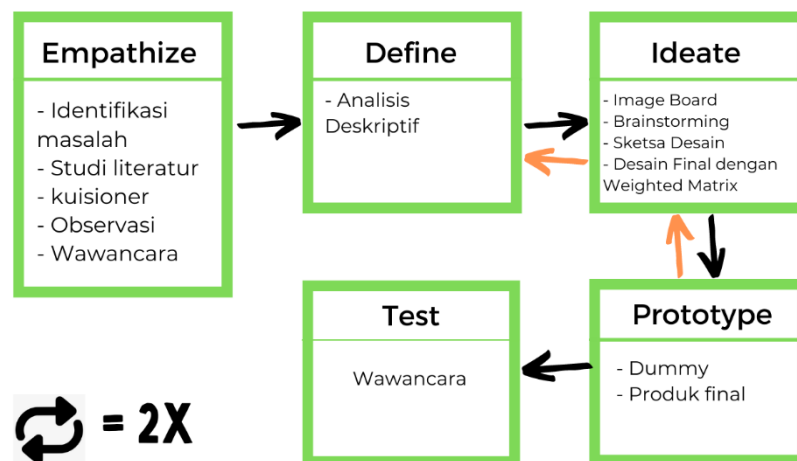 Empathize
- Identifikasi
masalah
- Studi literatur
- kuisioner
- Observasi
- Wawancara
Define
- Analisis
Deskriptif
Ideate
- Image Board
- Brainstorming
- Sketsa Desain
- Desain Final dengan
Weighted Matrix
Test
Wawancara
Prototype
- Dummy
- Produk final
= 2X